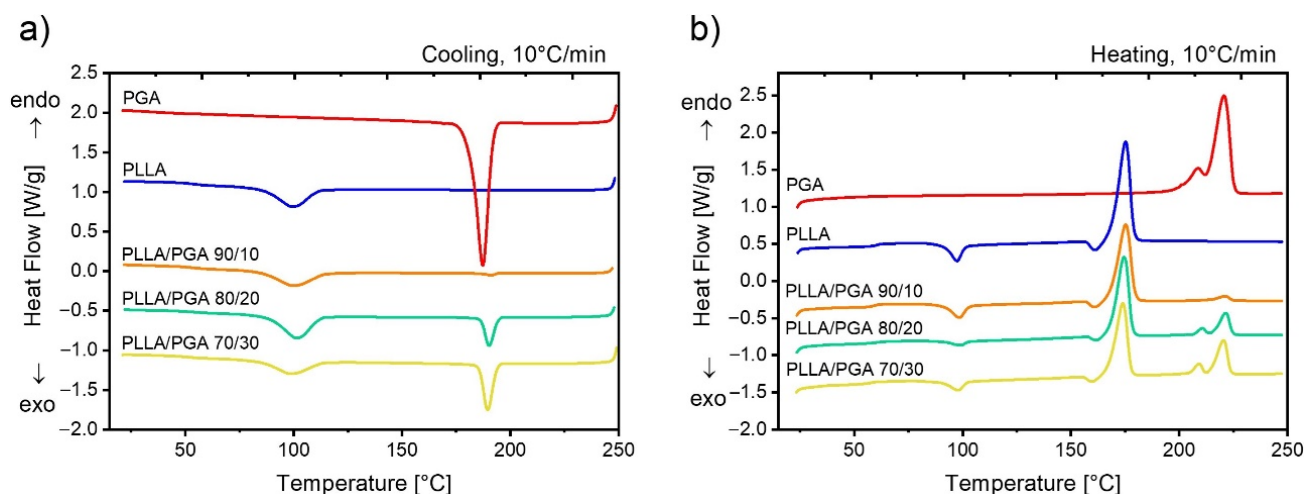 a)
Cooling, 10°C/min
2.5
2.0
1.5
1.0
0.5
0.0
−0.5
−1.0
−1.5
−2.0
endo
↑
Heat Flow [W/g]
↓
exo
PGA
PLLA
PLLA/PGA 90/10
PLLA/PGA 80/20
PLLA/PGA 70/30
50 100 150 200 250
Temperature [°C]
b)
Heating, 10°C/min
2.5
2.0
1.5
1.0
0.5
0.0
−0.5
−1.0
−1.5
−2.0
endo
↑
Heat Flow [W/g]
↓
exo
PGA
PLLA
PLLA/PGA 90/10
PLLA/PGA 80/20
PLLA/PGA 70/30
50 100 150 200 250
Temperature [°C]